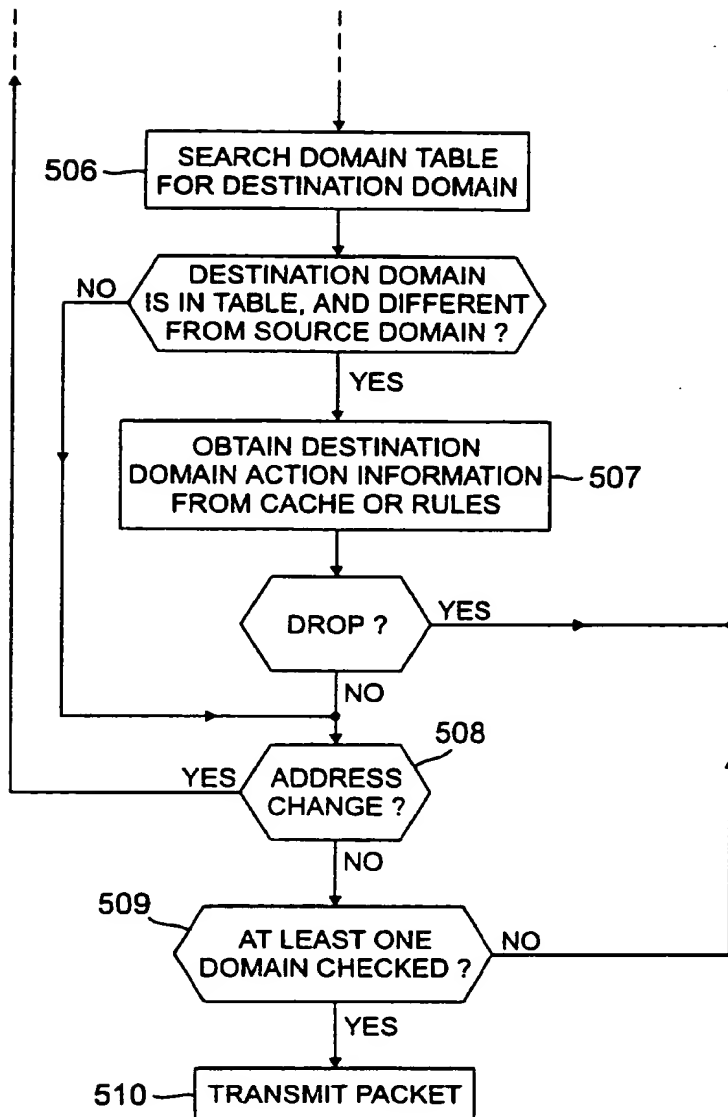 506
SEARCH DOMAIN TABLE
FOR DESTINATION DOMAIN
NO
DESTINATION DOMAIN
IS IN TABLE, AND DIFFERENT
FROM SOURCE DOMAIN ?
YES
OBTAIN DESTINATION
DOMAIN ACTION INFORMATION
FROM CACHE OR RULES
507
DROP ?
YES
NO
508
YES
ADDRESS
CHANGE ?
NO
509
AT LEAST ONE
DOMAIN CHECKED ?
NO
YES
510
TRANSMIT PACKET